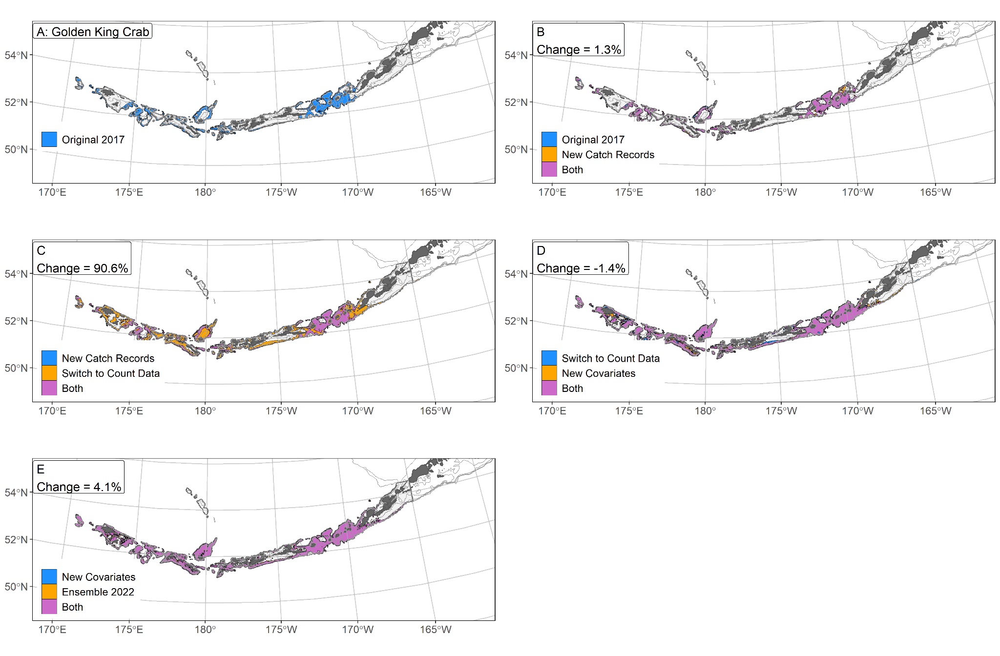 A: Golden King Crab
54°N
52°N
50°N
Original 2017
170°E 175°E 180° 175°W 170°W 165°W
B
Change = 1.3%
54°N
52°N
50°N
Original 2017
New Catch Records
Both
170°E 175°E 180° 175°W 170°W 165°W
C
Change = 90.6%
54°N
52°N
50°N
New Catch Records
Switch to Count Data
Both
170°E 175°E 180° 175°W 170°W 165°W
D
Change = -1.4%
54°N
52°N
50°N
Switch to Count Data
New Covariates
Both
170°E 175°E 180° 175°W 170°W 165°W
E
Change = 4.1%
54°N
52°N
50°N
New Covariates
Ensemble 2022
Both
170°E 175°E 180° 175°W 170°W 165°W